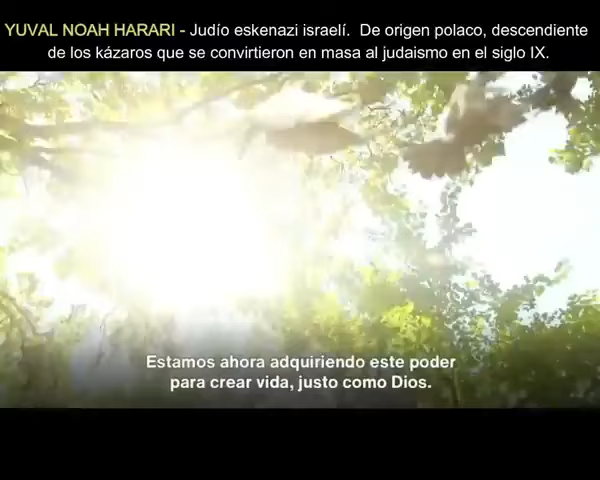 YUVAL NOAH HARARI - Judío eskenazi israelí.  De origen polaco, descendiente
de los kázaros que se convirtieron en masa al judaismo en el siglo IX.
Estamos ahora adquiriendo este poder
para crear vida, justo como Dios.